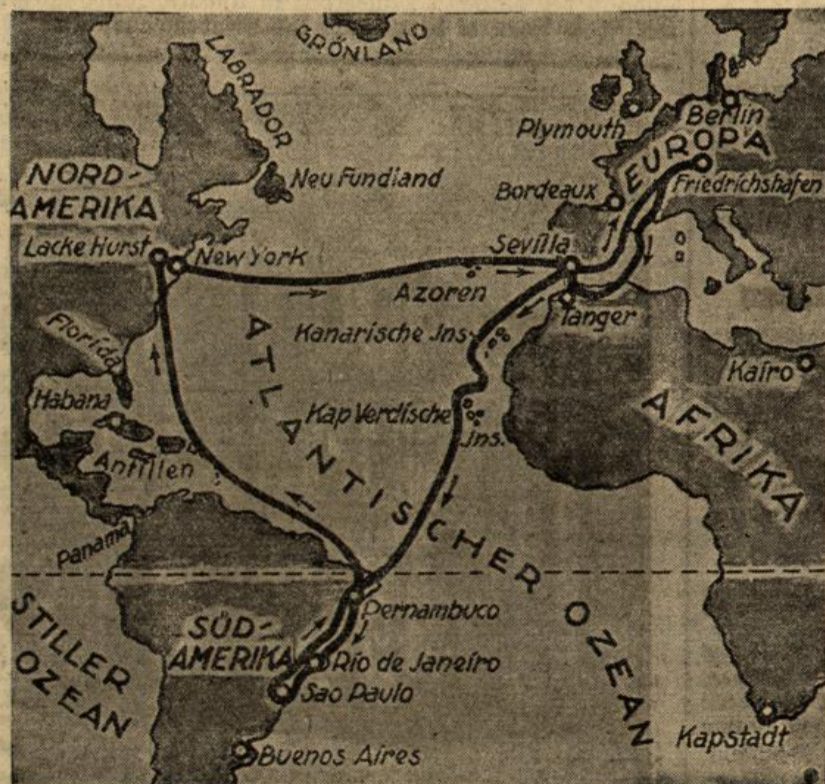 GRÖNLAND
LABRADOR
Berlin
Plymouth
EUROPA
NORD-
AMERIKA
Neu Fundland
Bordeaux
Friedrichshafen
Lacke Hurst
New York
Sevilla
Azoren
Tanger
Florida
Kanarische Jns.
Kairo
Habana
Kap Verdische
Jns.
AFRIKA
Antillen
ATLANTISCHER OZEAN
Panama
Pernambuco
STILLER
OZEAN
SÜD-
AMERIKA
Rio de Janeiro
Sao Paulo
Kapstadt
Buenos Aires